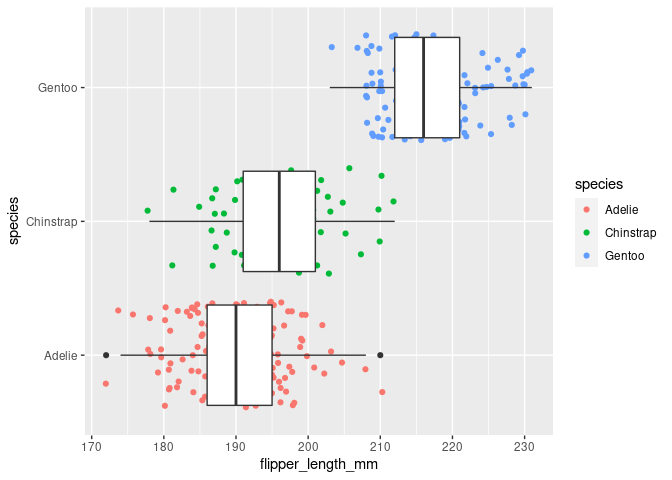 Gentoo
Chinstrap
Adelie
species
170 180 190 200 210 220 230
flipper_length_mm
species
Adelie
Chinstrap
Gentoo